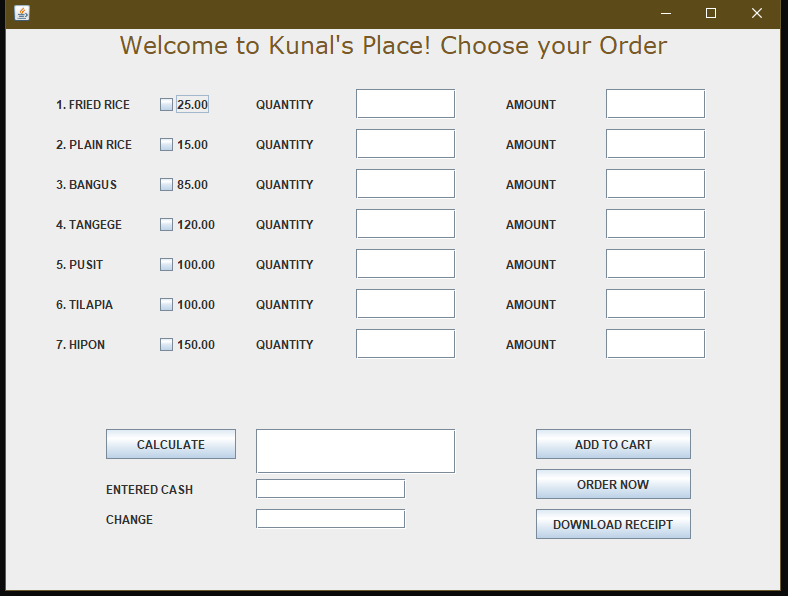 Welcome to Kunal's Place! Choose your Order
1. FRIED RICE 25.00 QUANTITY AMOUNT
2. PLAIN RICE 15.00 QUANTITY AMOUNT
3. BANGUS 85.00 QUANTITY AMOUNT
4. TANGEGE 120.00 QUANTITY AMOUNT
5. PUSIT 100.00 QUANTITY AMOUNT
6. TILAPIA 100.00 QUANTITY AMOUNT
7. HIPON 150.00 QUANTITY AMOUNT
CALCULATE ADD TO CART
ENTERED CASH ORDER NOW
CHANGE DOWNLOAD RECEIPT